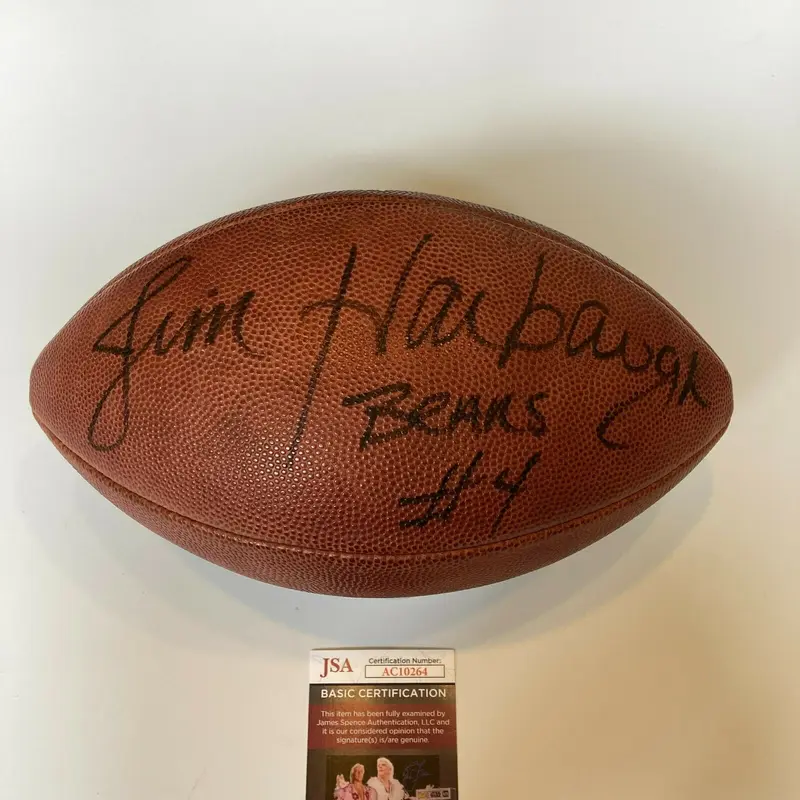 Jim Harbaugh
BEARS
#4
JSA
Certification Number:
AC10264
BASIC CERTIFICATION
This item has been fully examined by
James Spence Authentication, LLC and
it is our considered opinion that the
signature(s) is/are genuine.